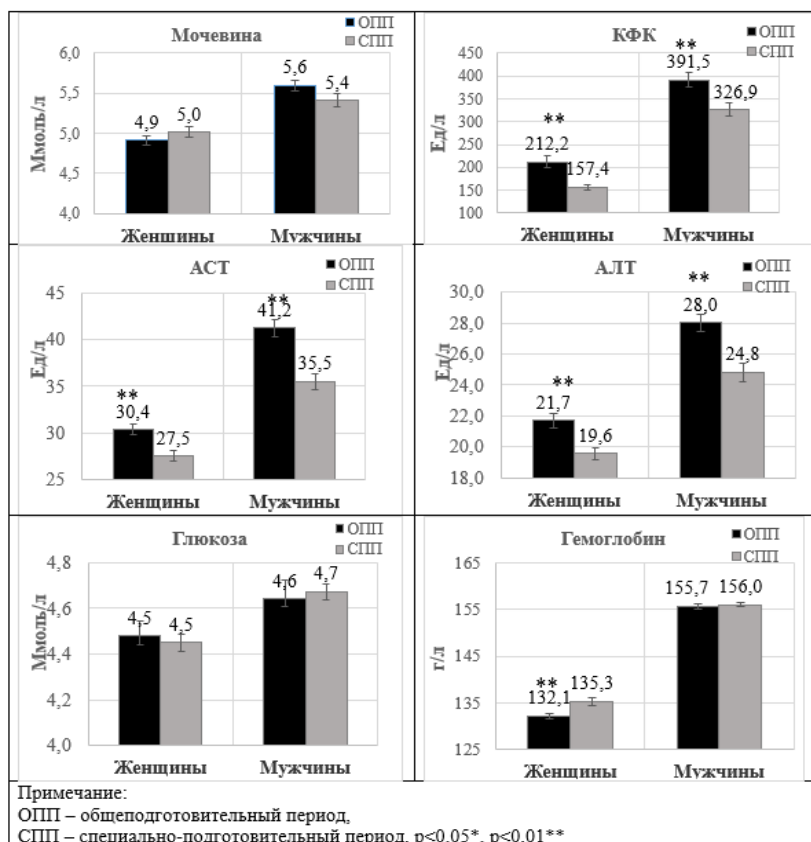 Мочевина
ОПП
СПП
Ммоль/л
6,0
5,5
5,0
4,5
4,0
4,9
5,0
5,6
5,4
Женшины
Мужчины
КФК
ОПП
СПП
Ед/л
450
400
350
300
250
200
150
100
**
212,2
157,4
**
391,5
326,9
Женщины
Мужчины
АСТ
ОПП
СПП
Ед/л
45
40
35
30
25
**
30,4
27,5
**
41,2
35,5
Женщины
Мужчины
АЛТ
ОПП
СПП
Ед/л
30,0
28,0
26,0
24,0
22,0
20,0
18,0
**
21,7
19,6
**
28,0
24,8
Женщины
Мужчины
Глюкоза
ОПП
СПП
Ммоль/л
4,8
4,6
4,4
4,2
4,0
4,5
4,5
4,6
4,7
Женщины
Мужчины
Гемоглобин
ОПП
СПП
г/л
165
155
145
135
125
**
132,1
135,3
155,7
156,0
Женщины
Мужчины
Примечание:
ОПП – общеподготовительный период,
СПП – специально-подготовительный период, p<0,05*, p<0,01**